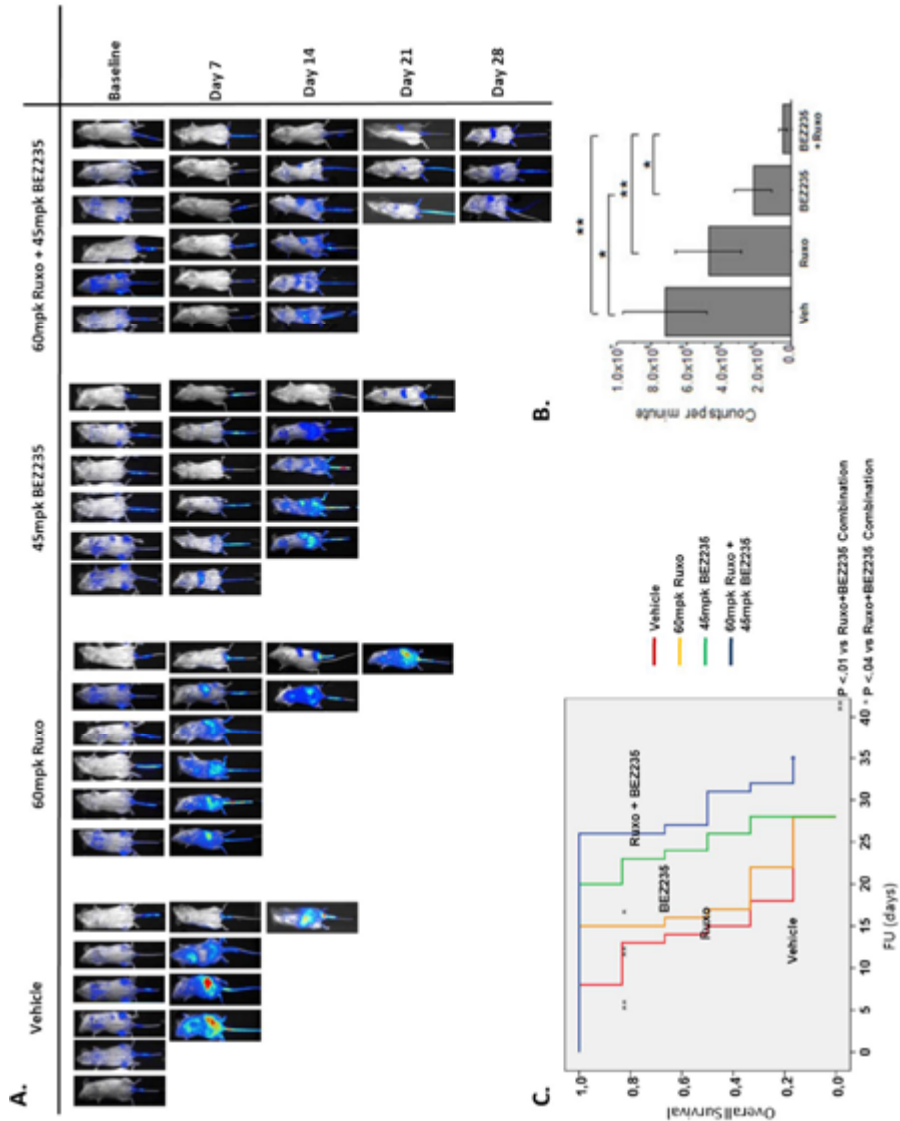 A.
Vehicle
60mpk Ruxo
45mpk BEZ235
60mpk Ruxo + 45mpk BEZ235
Baseline
Day 7
Day 14
Day 21
Day 28
C.
Overall Survival
1,0
0,8
0,6
0,4
0,2
0,0
**
**
*
Ruxo + BEZ235
BEZ235
Ruxo
Vehicle
0
5
10
15
20
25
30
35
40
FU (days)
Vehicle
60mpk Ruxo
45mpk BEZ235
60mpk Ruxo +
45mpk BEZ235
** P <.01 vs Ruxo+BEZ235 Combination
* P <.04 vs Ruxo+BEZ235 Combination
B.
Counts per minute
1.0x10⁷
8.0x10⁶
6.0x10⁶
4.0x10⁶
2.0x10⁶
0.0
**
*
**
*
Veh
Ruxo
BEZ235
BEZ235
+Ruxo